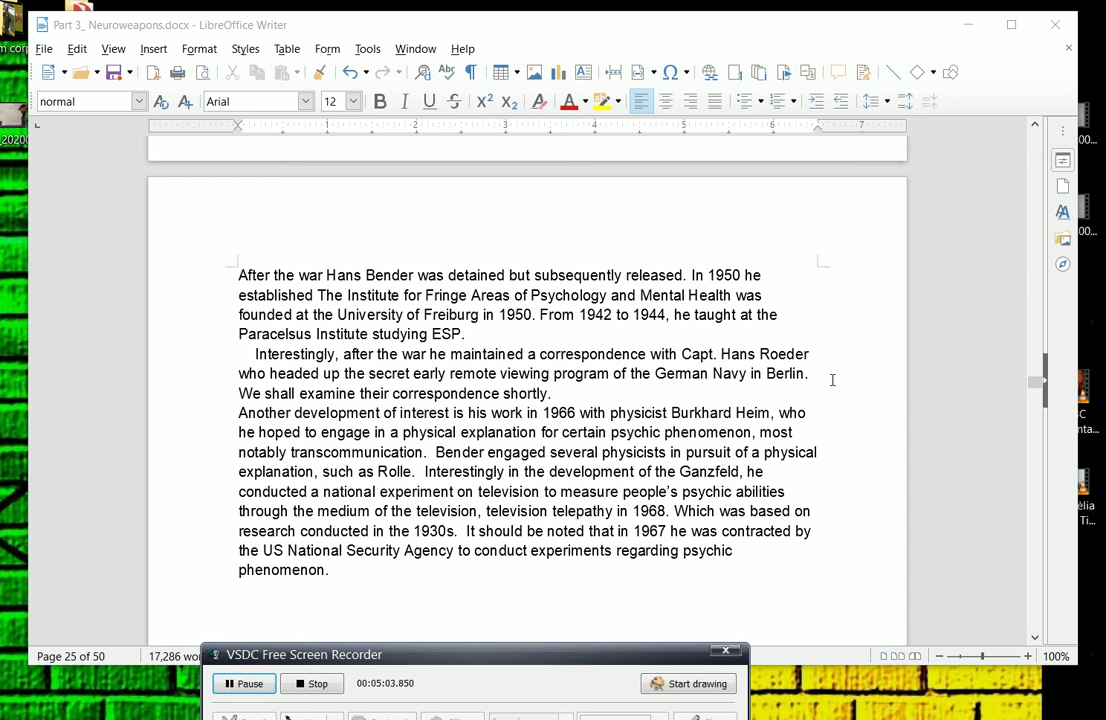 Part 3_ Neuroweapons.docx - LibreOffice Writer
File Edit View Insert Format Styles Table Form Tools Window Help
normal Arial 12
1 2 3 4 5 6 7
After the war Hans Bender was detained but subsequently released. In 1950 he
established The Institute for Fringe Areas of Psychology and Mental Health was
founded at the University of Freiburg in 1950. From 1942 to 1944, he taught at the
Paracelsus Institute studying ESP.
Interestingly, after the war he maintained a correspondence with Capt. Hans Roeder
who headed up the secret early remote viewing program of the German Navy in Berlin.
We shall examine their correspondence shortly.
Another development of interest is his work in 1966 with physicist Burkhard Heim, who
he hoped to engage in a physical explanation for certain psychic phenomenon, most
notably transcommunication.  Bender engaged several physicists in pursuit of a physical
explanation, such as Rolle.  Interestingly in the development of the Ganzfeld, he
conducted a national experiment on television to measure people's psychic abilities
through the medium of the television, television telepathy in 1968. Which was based on
research conducted in the 1930s.  It should be noted that in 1967 he was contracted by
the US National Security Agency to conduct experiments regarding psychic
phenomenon.
Page 25 of 50 17,286 wo 100%
VSDC Free Screen Recorder
Pause Stop 00:05:03.850 Start drawing